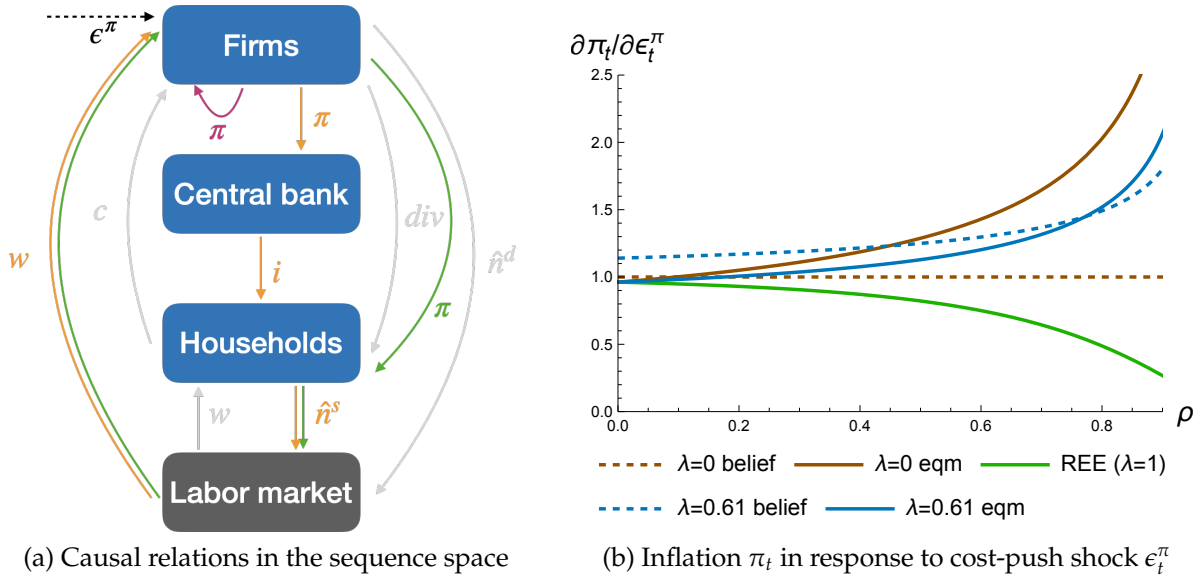 ϵ^π
Firms
π
π
Central bank
c
div
w
n̂^d
i
π
Households
w
n̂^s
Labor market
(a) Causal relations in the sequence space
∂π_t/∂ϵ_t^π
2.5
2.0
1.5
1.0
0.5
0.0
0.0 0.2 0.4 0.6 0.8 ρ
λ=0 belief λ=0 eqm REE (λ=1)
λ=0.61 belief λ=0.61 eqm
(b) Inflation π_t in response to cost-push shock ϵ_t^π